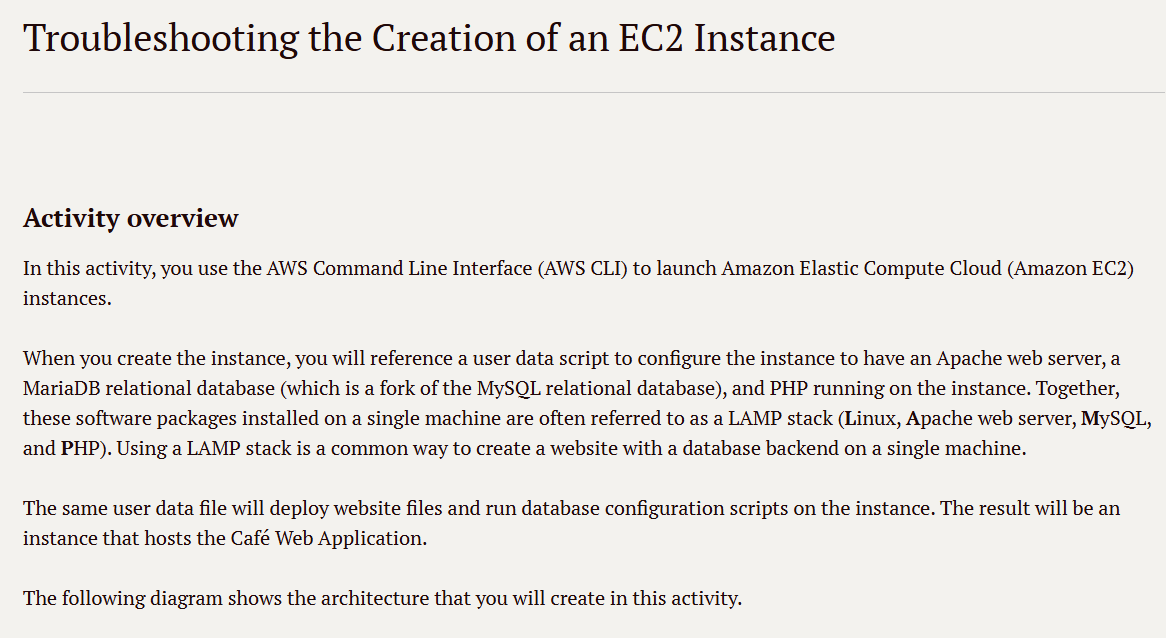 Troubleshooting the Creation of an EC2 Instance
Activity overview
In this activity, you use the AWS Command Line Interface (AWS CLI) to launch Amazon Elastic Compute Cloud (Amazon EC2)
instances.
When you create the instance, you will reference a user data script to configure the instance to have an Apache web server, a
MariaDB relational database (which is a fork of the MySQL relational database), and PHP running on the instance. Together,
these software packages installed on a single machine are often referred to as a LAMP stack (Linux, Apache web server, MySQL,
and PHP). Using a LAMP stack is a common way to create a website with a database backend on a single machine.
The same user data file will deploy website files and run database configuration scripts on the instance. The result will be an
instance that hosts the Café Web Application.
The following diagram shows the architecture that you will create in this activity.